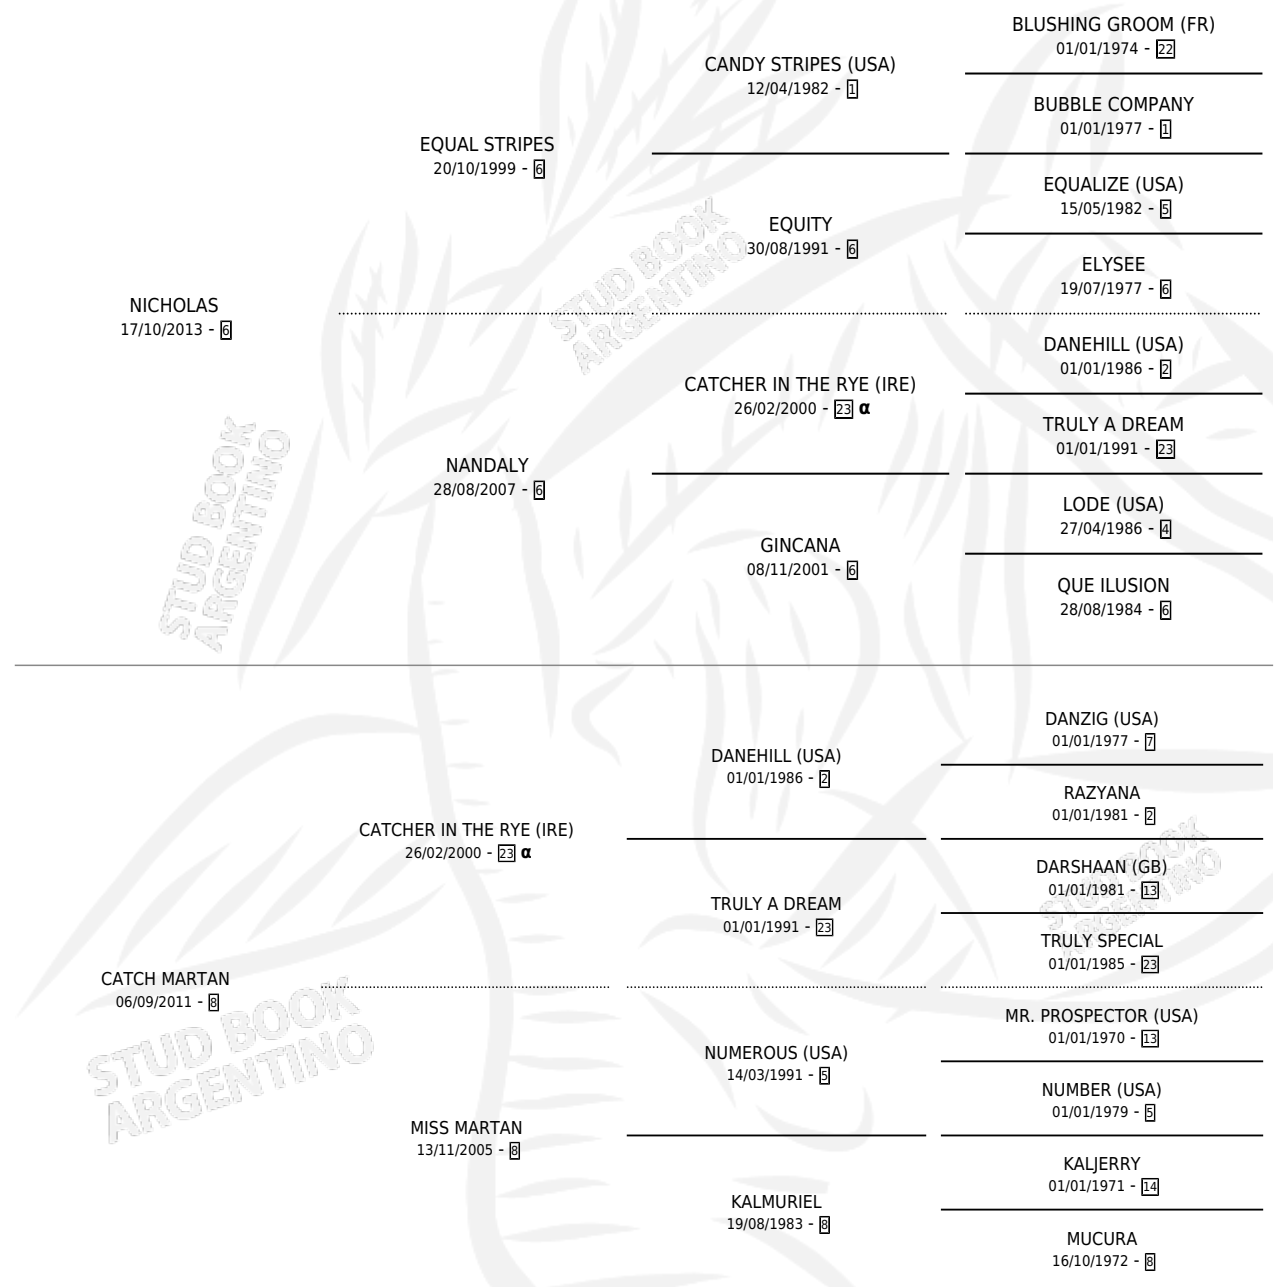 BLUSHING GROOM (FR)
01/01/1974 - 22
CANDY STRIPES (USA)
12/04/1982 - 1
BUBBLE COMPANY
01/01/1977 - 1
EQUAL STRIPES
20/10/1999 - 6
EQUALIZE (USA)
15/05/1982 - 5
EQUITY
30/08/1991 - 6
ELYSEE
19/07/1977 - 6
NICHOLAS
17/10/2013 - 6
DANEHILL (USA)
01/01/1986 - 2
CATCHER IN THE RYE (IRE)
26/02/2000 - 23 α
TRULY A DREAM
01/01/1991 - 23
NANDALY
28/08/2007 - 6
LODE (USA)
27/04/1986 - 4
GINCANA
08/11/2001 - 6
QUE ILUSION
28/08/1984 - 6
STUD BOOK
ARGENTINO
STUD BOOK
ARGENTINO
DANZIG (USA)
01/01/1977 - 7
DANEHILL (USA)
01/01/1986 - 2
RAZYANA
01/01/1981 - 2
CATCHER IN THE RYE (IRE)
26/02/2000 - 23 α
DARSHAAN (GB)
01/01/1981 - 13
TRULY A DREAM
01/01/1991 - 23
TRULY SPECIAL
01/01/1985 - 23
CATCH MARTAN
06/09/2011 - 8
MR. PROSPECTOR (USA)
01/01/1970 - 13
NUMEROUS (USA)
14/03/1991 - 5
NUMBER (USA)
01/01/1979 - 5
MISS MARTAN
13/11/2005 - 8
KALJERRY
01/01/1971 - 14
KALMURIEL
19/08/1983 - 8
MUCURA
16/10/1972 - 8
STUD BOOK
ARGENTINO
STUD BOOK
ARGENTINO